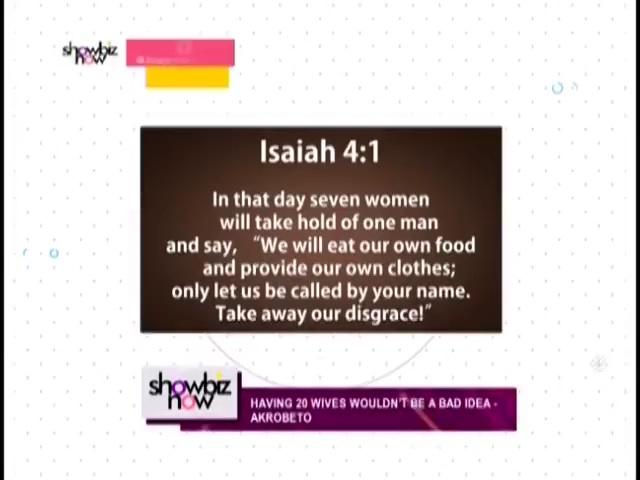 showbiz
now
Isaiah 4:1
In that day seven women
will take hold of one man
and say, “We will eat our own food
and provide our own clothes;
only let us be called by your name.
Take away our disgrace!”
showbiz
now
HAVING 20 WIVES WOULDN'T BE A BAD IDEA -
AKROBETO